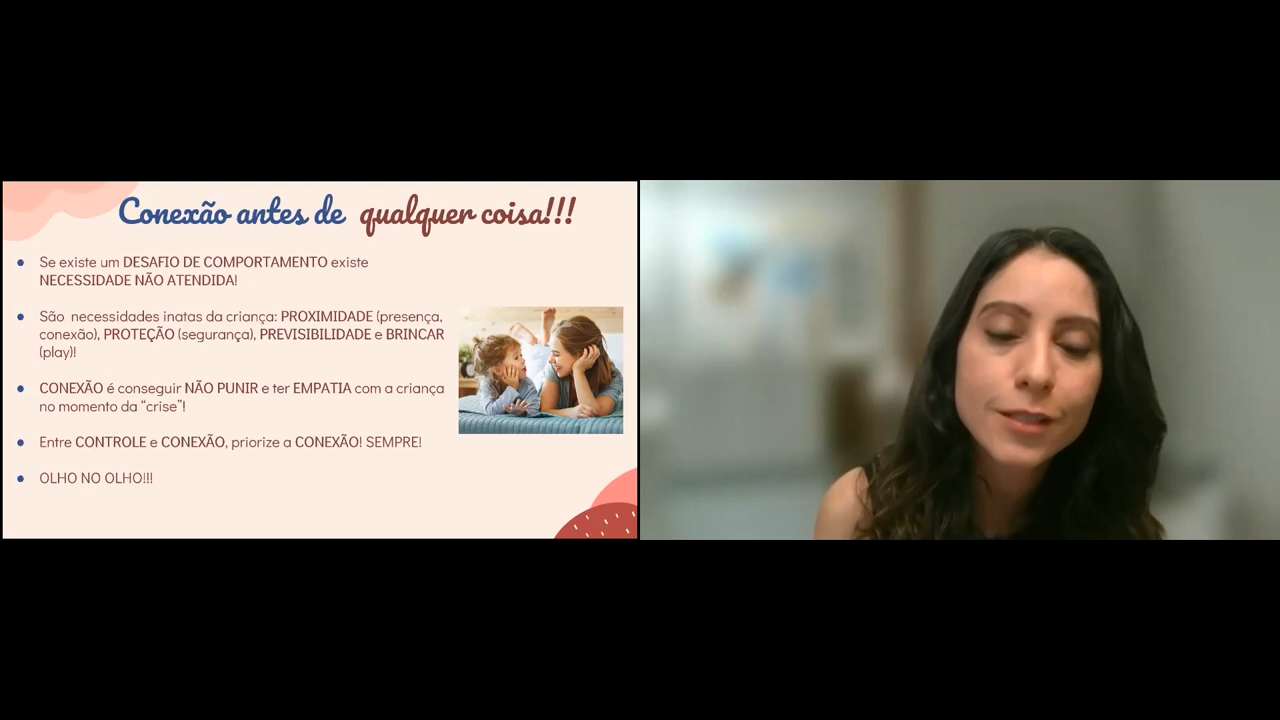 Conexão antes de qualquer coisa!!!
● Se existe um DESAFIO DE COMPORTAMENTO existe
NECESSIDADE NÃO ATENDIDA!
● São necessidades inatas da criança: PROXIMIDADE (presença,
conexão), PROTEÇÃO (segurança), PREVISIBILIDADE e BRINCAR
(play)!
● CONEXÃO é conseguir NÃO PUNIR e ter EMPATIA com a criança
no momento da “crise”!
● Entre CONTROLE e CONEXÃO, priorize a CONEXÃO! SEMPRE!
● OLHO NO OLHO!!!